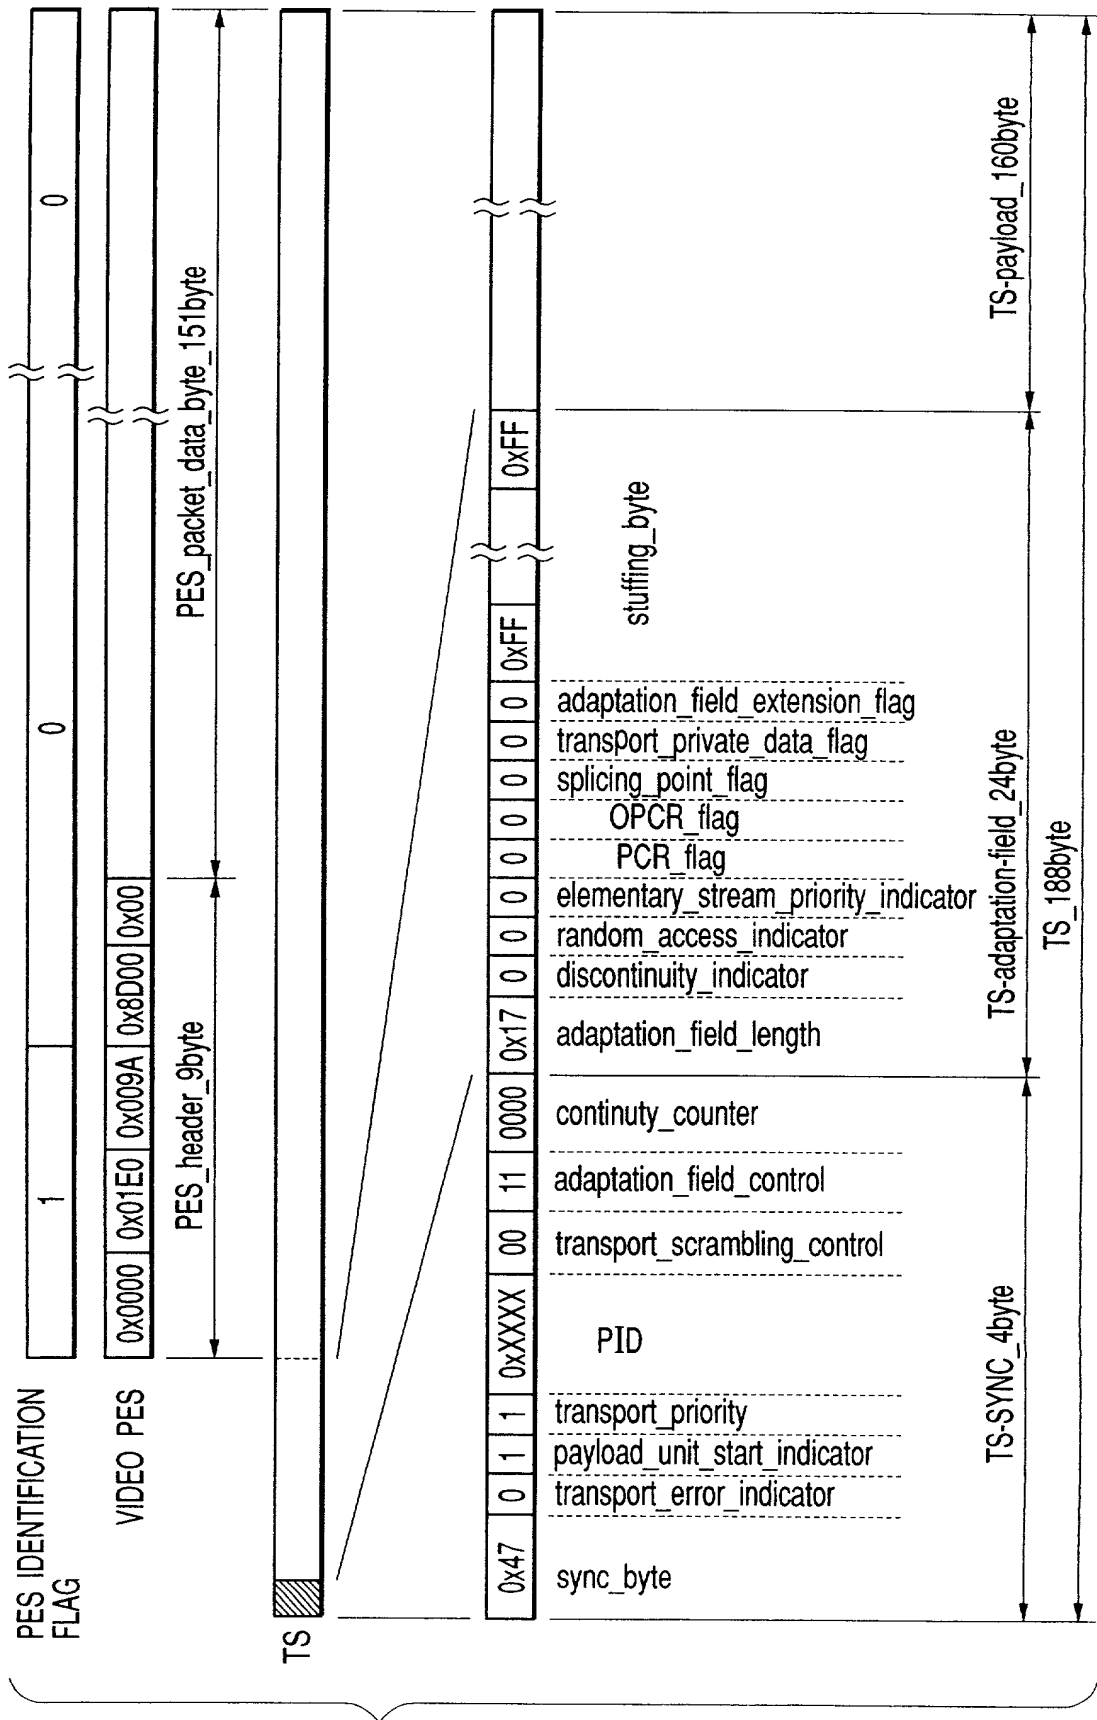 PES IDENTIFICATION
FLAG
1
0
0
VIDEO PES
0x0000
0x01E0
0x009A
0x8D00
0x00
PES_header_9byte
PES_packet_data_byte_151byte
TS
0x47
0
1
1
0xXXXX
00
11
0000
0x17
0
0
0
0
0
0
0
0
0xFF
0xFF
sync_byte
transport_error_indicator
payload_unit_start_indicator
transport_priority
PID
transport_scrambling_control
adaptation_field_control
continuty_counter
adaptation_field_length
discontinuity_indicator
random_access_indicator
elementary_stream_priority_indicator
PCR_flag
OPCR_flag
splicing_point_flag
transport_private_data_flag
adaptation_field_extension_flag
stuffing_byte
TS-SYNC_4byte
TS-adaption-field_24byte
TS-payload_160byte
TS_188byte